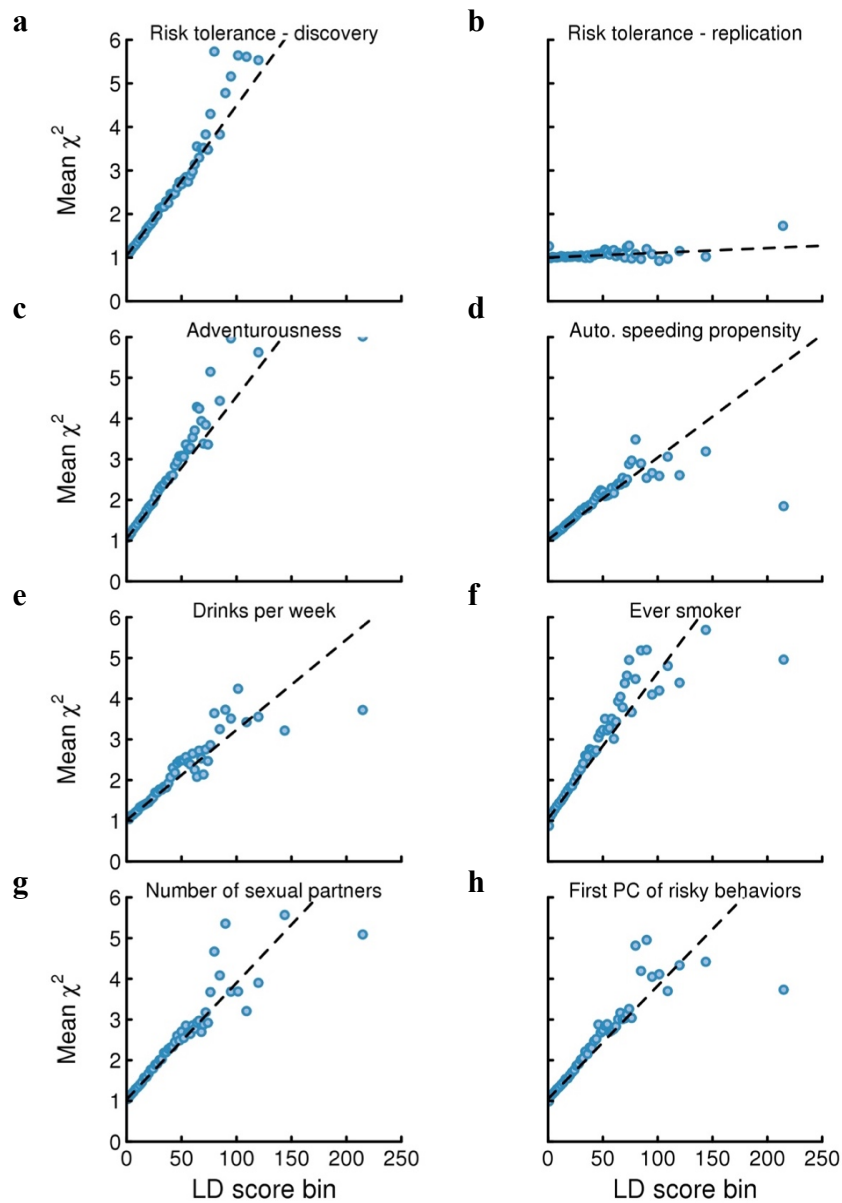 a
Risk tolerance - discovery
6
5
4
3
2
1
0
Mean χ²
b
Risk tolerance - replication
c
Adventurousness
6
5
4
3
2
1
0
Mean χ²
d
Auto. speeding propensity
e
Drinks per week
6
5
4
3
2
1
0
Mean χ²
f
Ever smoker
g
Number of sexual partners
6
5
4
3
2
1
0
Mean χ²
0 50 100 150 200 250
LD score bin
h
First PC of risky behaviors
0 50 100 150 200 250
LD score bin